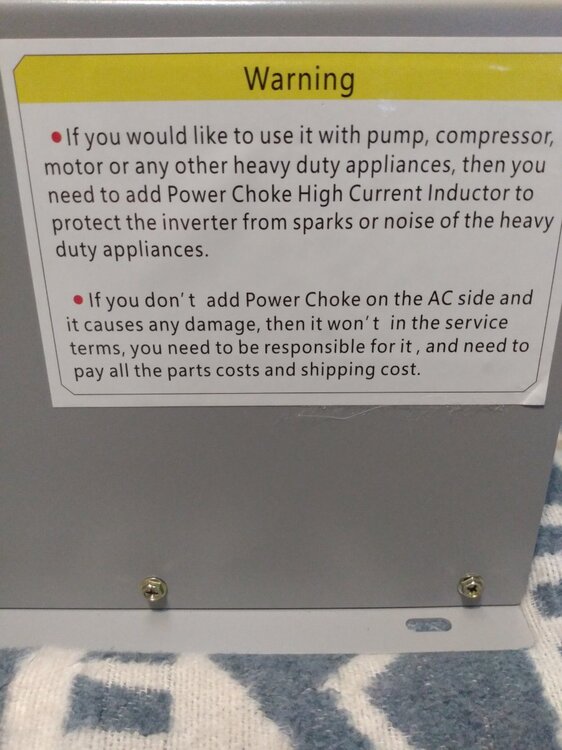 Warning
•If you would like to use it with pump, compressor,
motor or any other heavy duty appliances, then you
need to add Power Choke High Current Inductor to
protect the inverter from sparks or noise of the heavy
duty appliances.
•If you don't add Power Choke on the AC side and
it causes any damage, then it won't in the service
terms, you need to be responsible for it, and need to
pay all the parts costs and shipping cost.